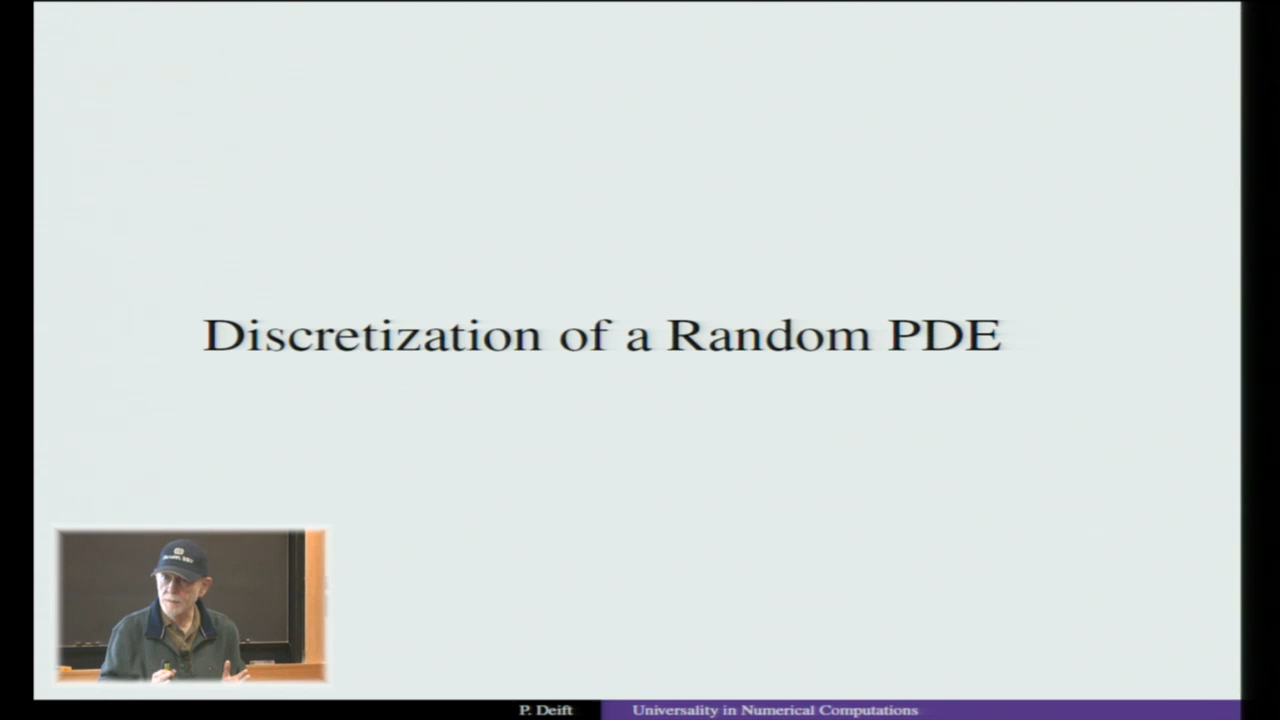 Discretization of a Random PDE
P. Deift
Universality in Numerical Computations